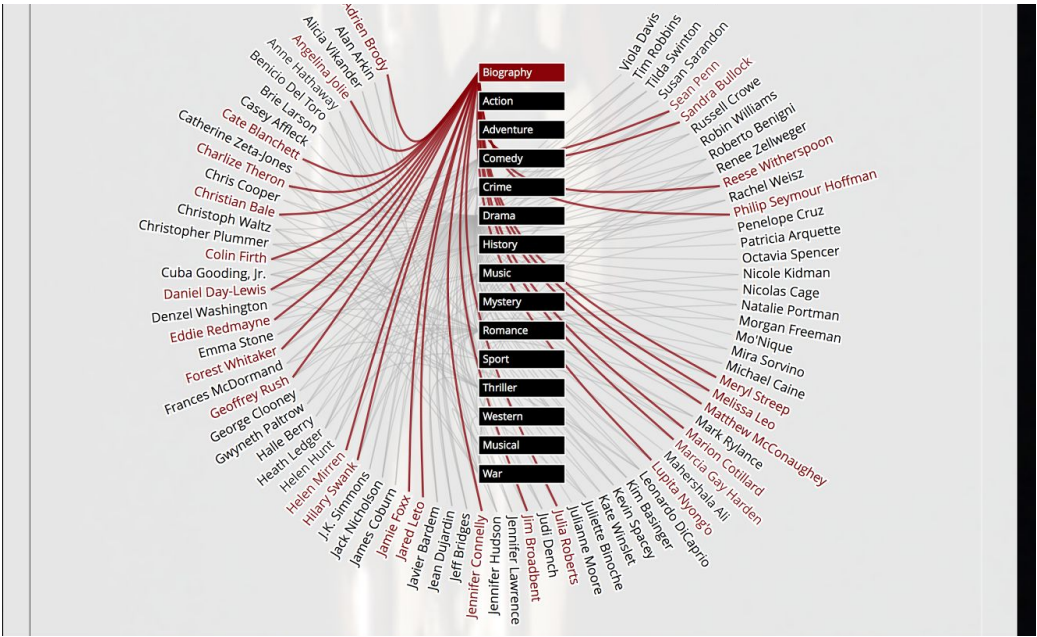 Adrien Brody
Alan Arkin
Alicia Vikander
Angelina Jolie
Anne Hathaway
Benicio Del Toro
Brie Larson
Casey Affleck
Cate Blanchett
Catherine Zeta-Jones
Charlize Theron
Chris Cooper
Christian Bale
Christoph Waltz
Christopher Plummer
Colin Firth
Cuba Gooding, Jr.
Daniel Day-Lewis
Denzel Washington
Eddie Redmayne
Emma Stone
Forest Whitaker
Frances McDormand
Geoffrey Rush
George Clooney
Gwyneth Paltrow
Halle Berry
Heath Ledger
Helen Hunt
Helen Mirren
Hilary Swank
J.K. Simmons
Jack Nicholson
James Coburn
Jamie Foxx
Jared Leto
Javier Bardem
Jean Dujardin
Jeff Bridges
Jennifer Connelly
Jennifer Hudson
Jennifer Lawrence
Jim Broadbent
Judi Dench
Julia Roberts
Julianne Moore
Juliette Binoche
Kate Winslet
Kevin Spacey
Kim Basinger
Leonardo DiCaprio
Lupita Nyong'o
Mahershala Ali
Marcia Gay Harden
Marion Cotillard
Mark Rylance
Matthew McConaughey
Melissa Leo
Meryl Streep
Michael Caine
Mira Sorvino
Mo'Nique
Morgan Freeman
Natalie Portman
Nicolas Cage
Nicole Kidman
Octavia Spencer
Patricia Arquette
Penelope Cruz
Philip Seymour Hoffman
Rachel Weisz
Reese Witherspoon
Renee Zellweger
Roberto Benigni
Robin Williams
Russell Crowe
Sandra Bullock
Sean Penn
Susan Sarandon
Tilda Swinton
Tim Robbins
Viola Davis
Biography
Action
Adventure
Comedy
Crime
Drama
History
Music
Mystery
Romance
Sport
Thriller
Western
Musical
War